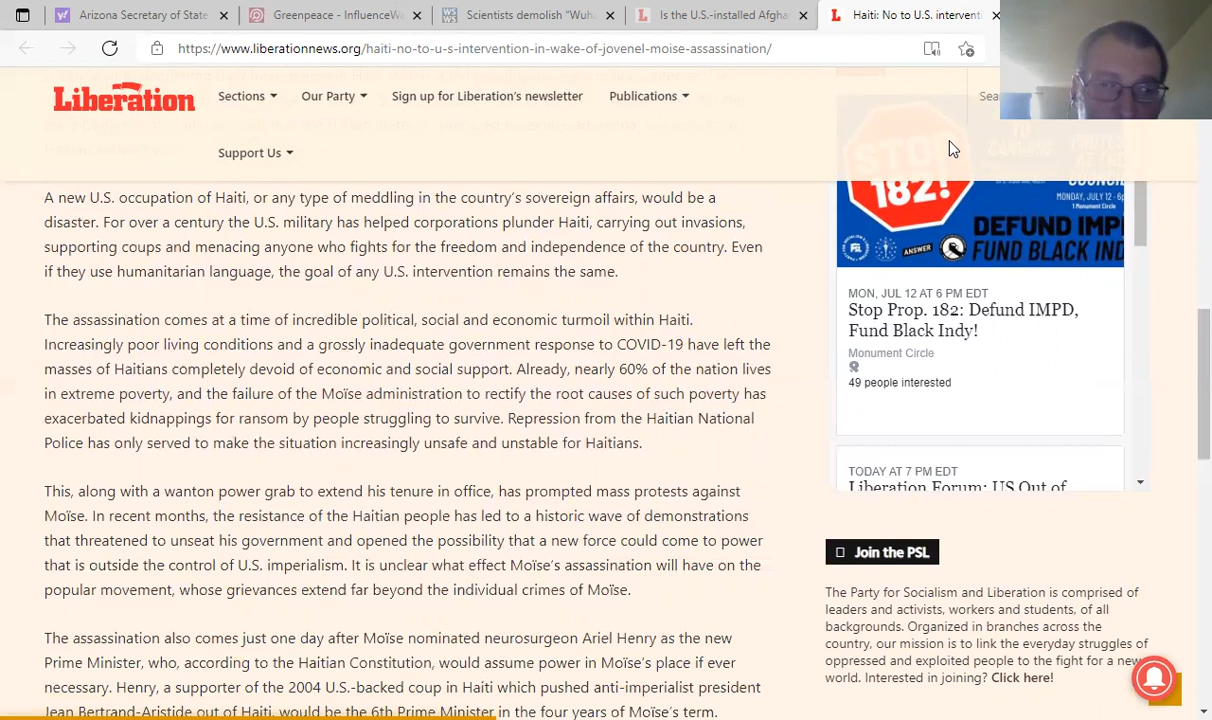 Arizona Secretary of State
Greenpeace - InfluenceWa
Scientists demolish "Wuha
Is the U.S.-installed Afgha
Haiti: No to U.S. interventi
https://www.liberationnews.org/haiti-no-to-u-s-intervention-in-wake-of-jovenel-moise-assassination/
Liberation
Sections
Our Party
Sign up for Liberation's newsletter
Publications
Sea
Support Us
A new U.S. occupation of Haiti, or any type of meddling in the country's sovereign affairs, would be a
disaster. For over a century the U.S. military has helped corporations plunder Haiti, carrying out invasions,
supporting coups and menacing anyone who fights for the freedom and independence of the country. Even
if they use humanitarian language, the goal of any U.S. intervention remains the same.
The assassination comes at a time of incredible political, social and economic turmoil within Haiti.
Increasingly poor living conditions and a grossly inadequate government response to COVID-19 have left the
masses of Haitians completely devoid of economic and social support. Already, nearly 60% of the nation lives
in extreme poverty, and the failure of the Moïse administration to rectify the root causes of such poverty has
exacerbated kidnappings for ransom by people struggling to survive. Repression from the Haitian National
Police has only served to make the situation increasingly unsafe and unstable for Haitians.
This, along with a wanton power grab to extend his tenure in office, has prompted mass protests against
Moïse. In recent months, the resistance of the Haitian people has led to a historic wave of demonstrations
that threatened to unseat his government and opened the possibility that a new force could come to power
that is outside the control of U.S. imperialism. It is unclear what effect Moïse's assassination will have on the
popular movement, whose grievances extend far beyond the individual crimes of Moïse.
The assassination also comes just one day after Moïse nominated neurosurgeon Ariel Henry as the new
Prime Minister, who, according to the Haitian Constitution, would assume power in Moïse's place if ever
necessary. Henry, a supporter of the 2004 U.S.-backed coup in Haiti which pushed anti-imperialist president
Jean Bertrand-Aristide out of Haiti, would be the 6th Prime Minister in the four years of Moïse's term.
STOP
182!
COUNCIL
MONDAY, JULY 12 · 6p
1 Monument Circle
DEFUND IMPD
FUND BLACK IND
PSL
ANSWER
MON, JUL 12 AT 6 PM EDT
Stop Prop. 182: Defund IMPD,
Fund Black Indy!
Monument Circle
49 people interested
TODAY AT 7 PM EDT
Liberation Forum: US Out of
Join the PSL
The Party for Socialism and Liberation is comprised of
leaders and activists, workers and students, of all
backgrounds. Organized in branches across the
country, our mission is to link the everyday struggles of
oppressed and exploited people to the fight for a new
world. Interested in joining? Click here!